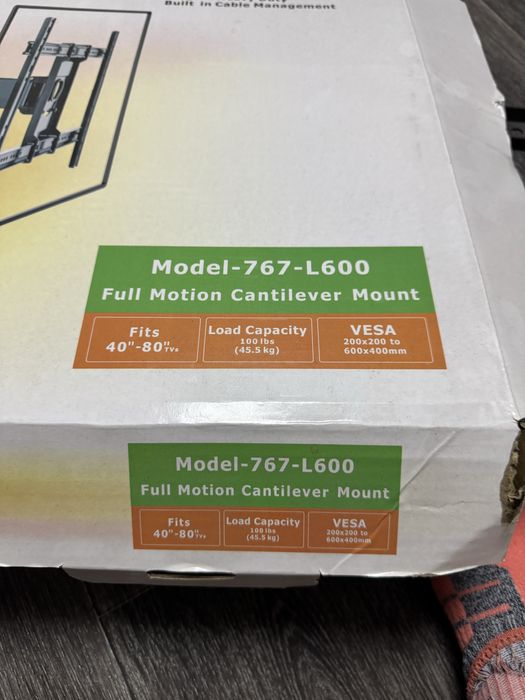 Built in Cable Management
Model-767-L600
Full Motion Cantilever Mount
Fits
40"-80"TVs
Load Capacity
100 lbs
(45.5 kg)
VESA
200x200 to
600x400mm
Model-767-L600
Full Motion Cantilever Mount
Fits
40"-80"TVs
Load Capacity
100 lbs
(45.5 kg)
VESA
200x200 to
600x400mm